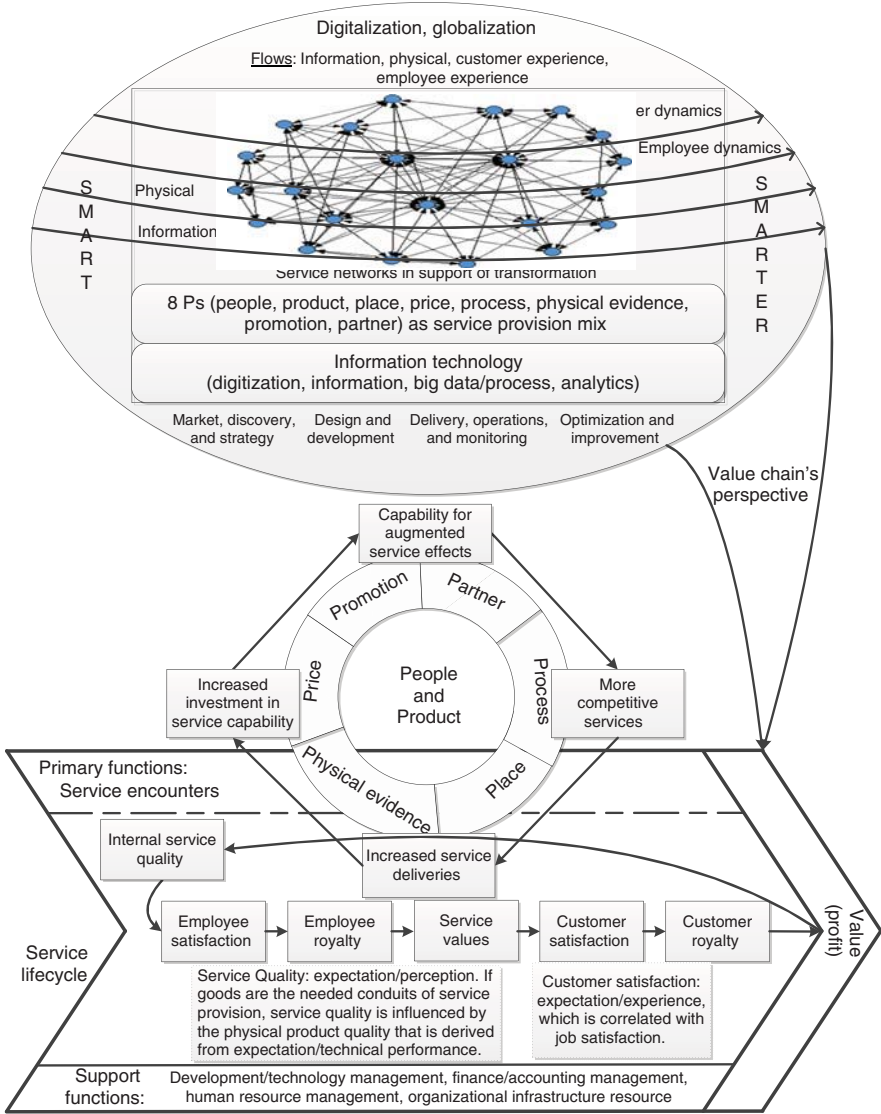 Digitalization, globalization
Flows: Information, physical, customer experience,
employee experience
er dynamics
Employee dynamics
SMART
Physical
Information
SMARTER
Service networks in support of transformation
8 Ps (people, product, place, price, process, physical evidence,
promotion, partner) as service provision mix
Information technology
(digitization, information, big data/process, analytics)
Market, discovery,
and strategy
Design and
development
Delivery, operations,
and monitoring
Optimization and
improvement
Value chain's
perspective
Capability for
augmented
service effects
Promotion
Partner
Price
Process
People
and
Product
Increased
investment in
service capability
More
competitive
services
Physical evidence
Place
Primary functions:
Service encounters
Internal service
quality
Increased service
deliveries
Employee
satisfaction
Employee
royalty
Service
values
Customer
satisfaction
Customer
royalty
Value
(profit)
Service
lifecycle
Service Quality: expectation/perception. If
goods are the needed conduits of service
provision, service quality is influenced by
the physical product quality that is derived
from expectation/technical performance.
Customer satisfaction:
expectation/experience,
which is correlated with
job satisfaction.
Support
functions:
Development/technology management, finance/accounting management,
human resource management, organizational infrastructure resource